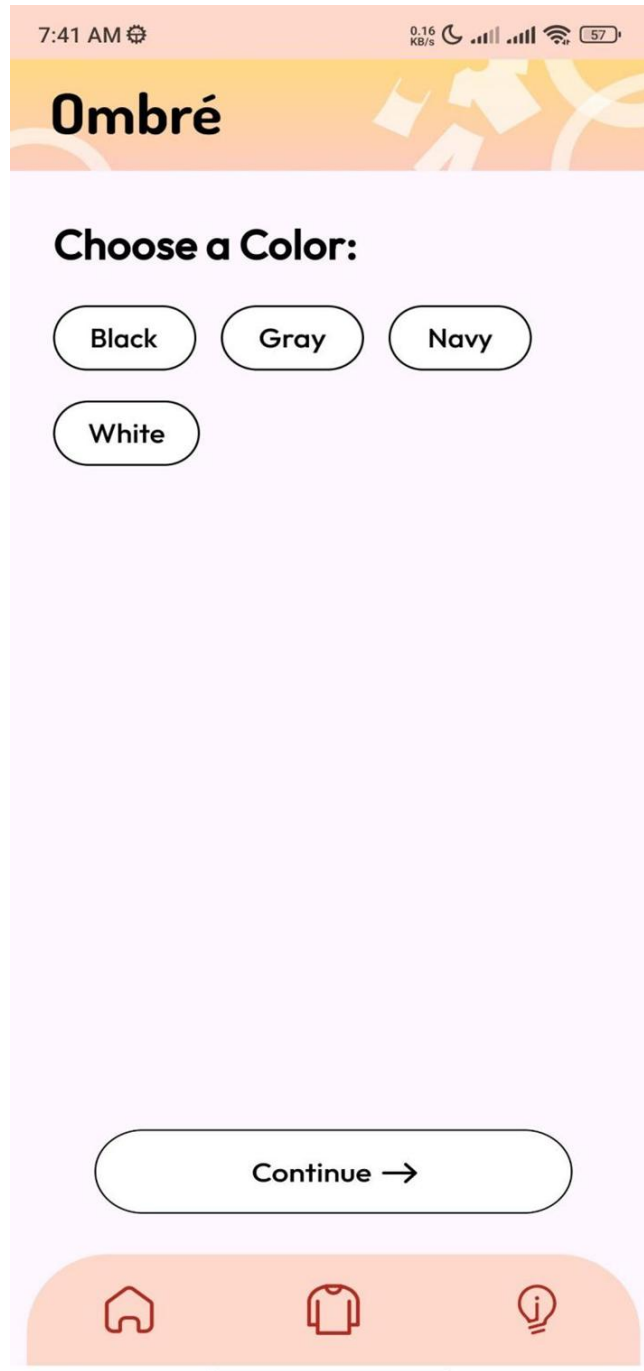 7:41 AM
0.16
KB/s
57
Ombré
Choose a Color:
Black Gray Navy
White
Continue →